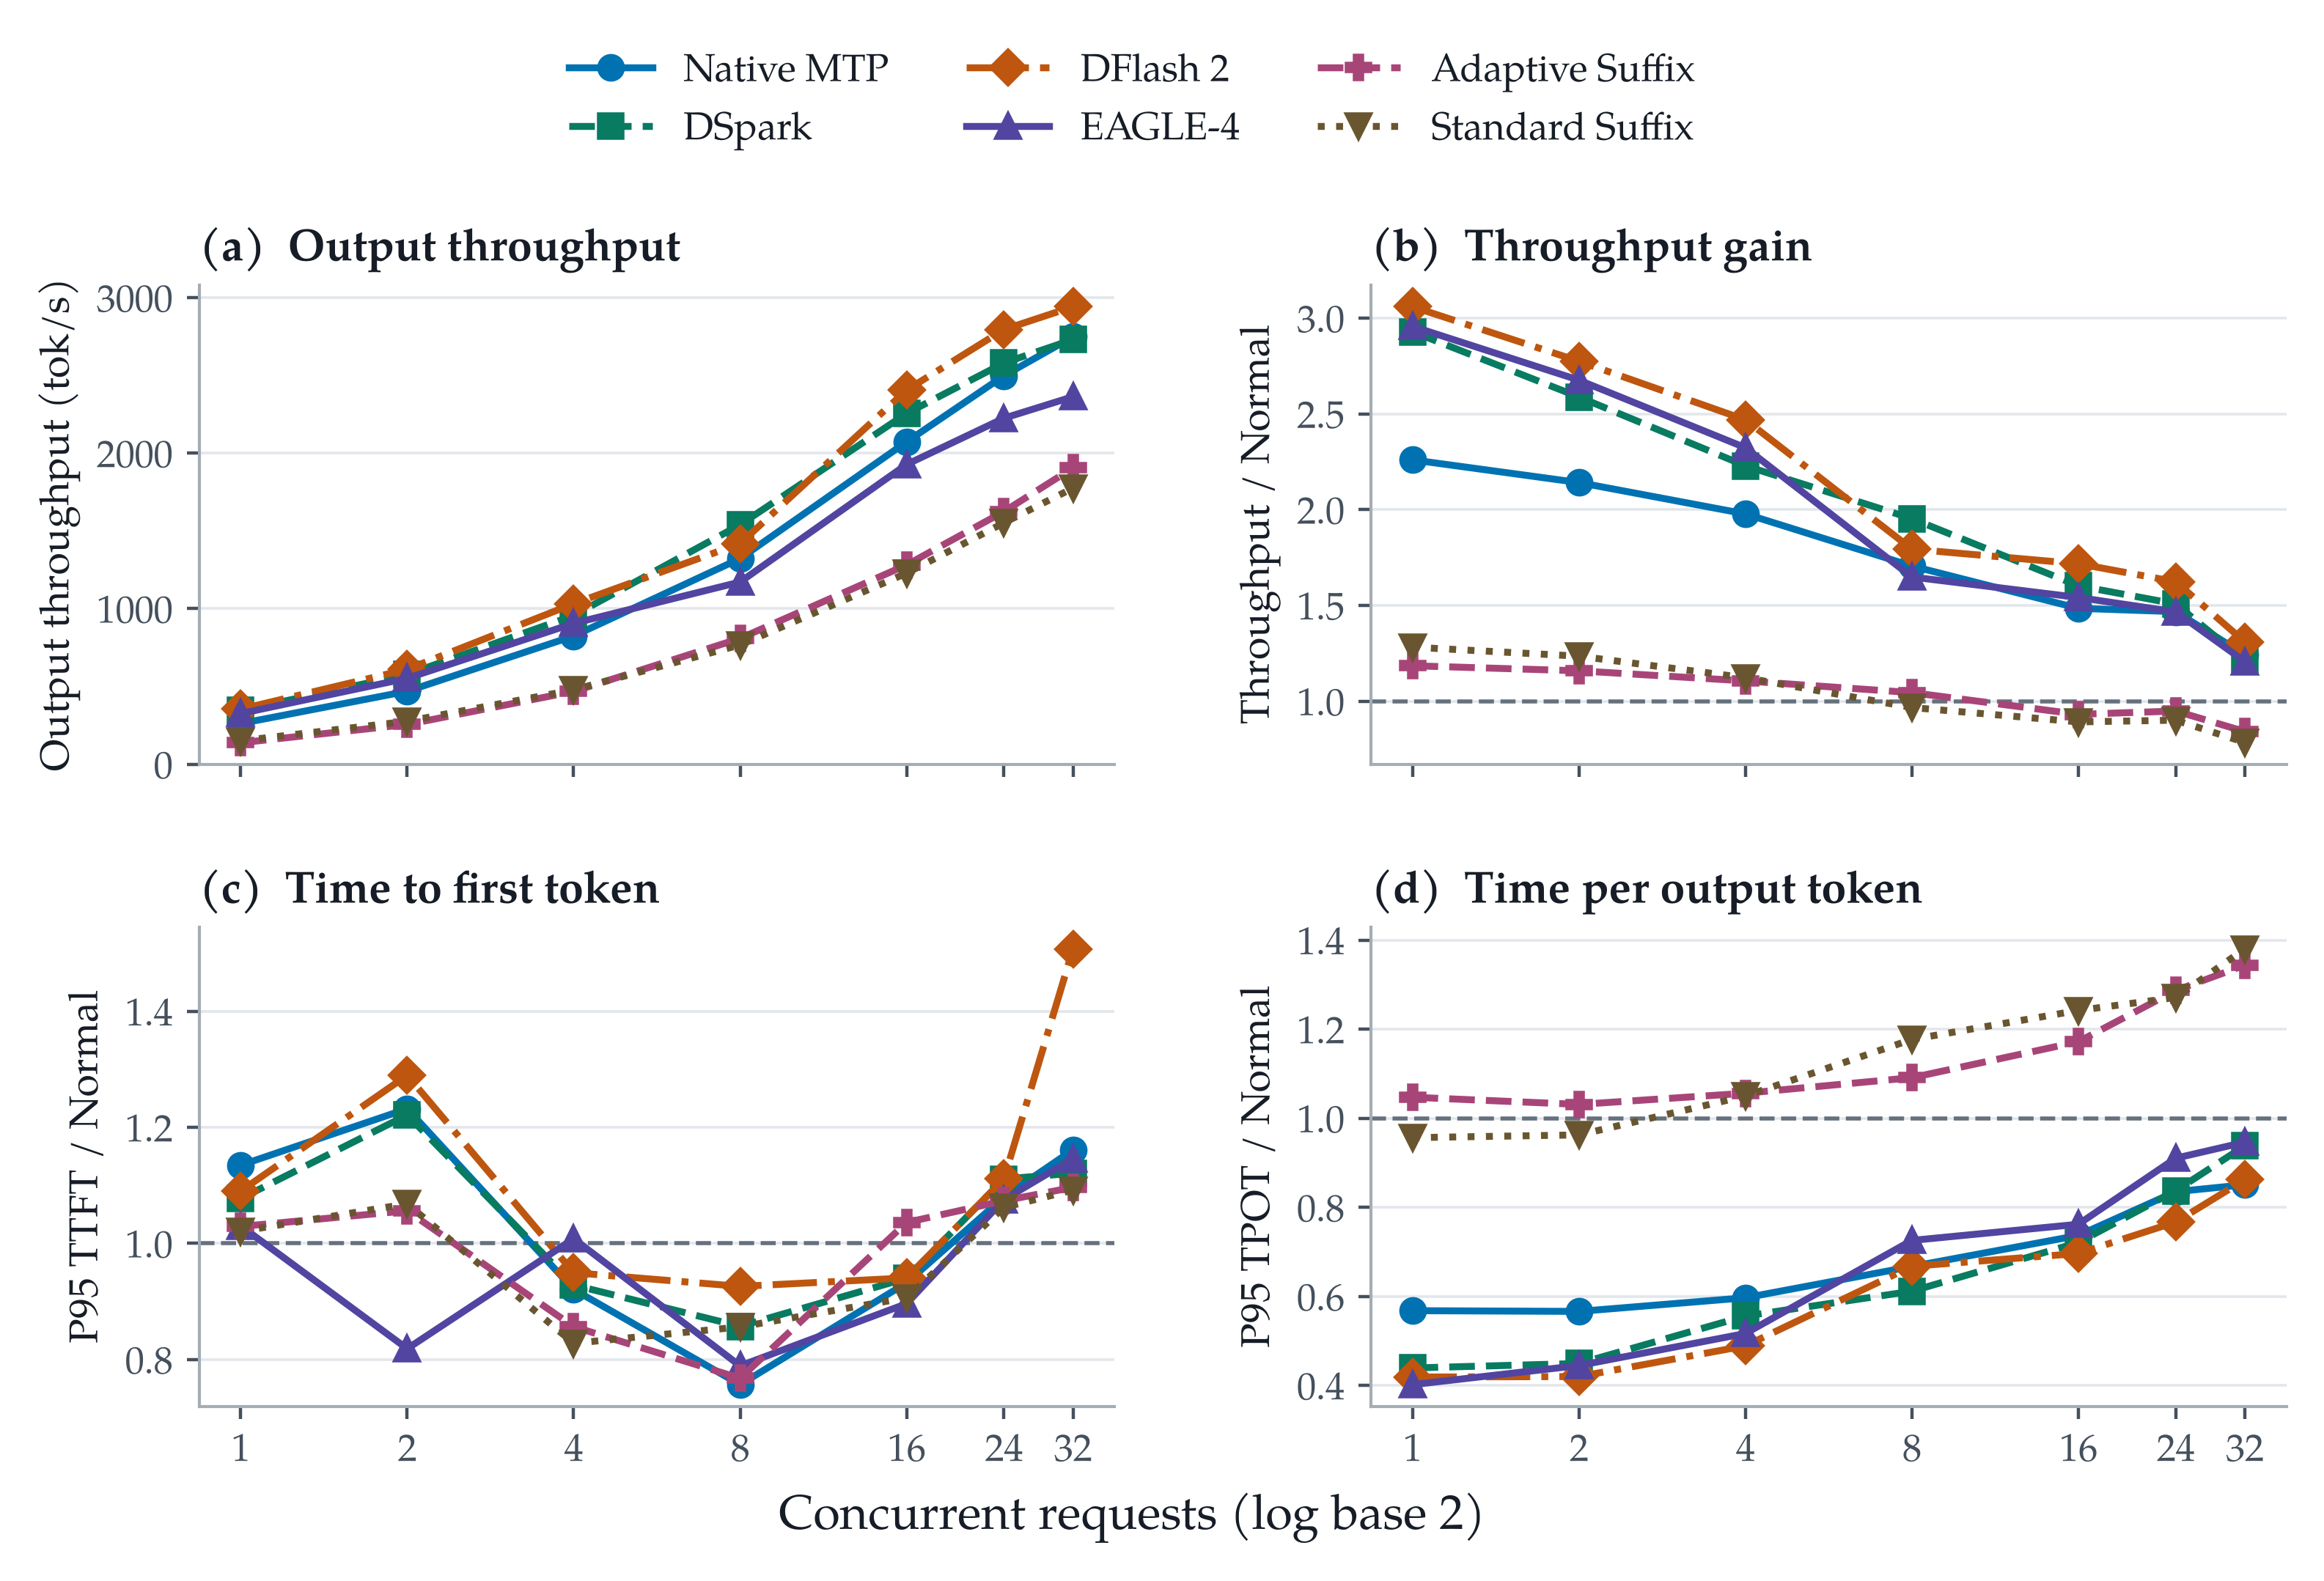 Native MTP
DFlash 2
Adaptive Suffix
DSpark
EAGLE-4
Standard Suffix
(a) Output throughput
Output throughput (tok/s)
3000
2000
1000
0
(b) Throughput gain
Throughput / Normal
3.0
2.5
2.0
1.5
1.0
(c) Time to first token
P95 TTFT / Normal
1.4
1.2
1.0
0.8
1 2 4 8 16 24 32
(d) Time per output token
P95 TPOT / Normal
1.4
1.2
1.0
0.8
0.6
0.4
1 2 4 8 16 24 32
Concurrent requests (log base 2)